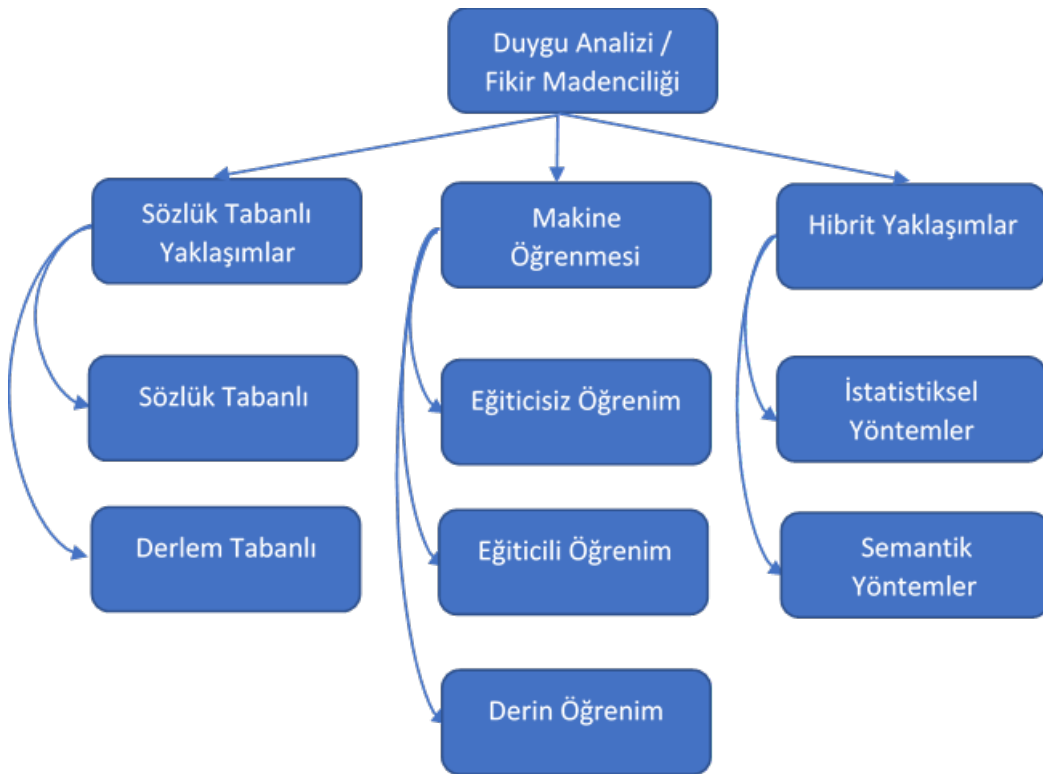 Duygu Analizi /
Fikir Madenciliği
Sözlük Tabanlı
Yaklaşımlar
Makine
Öğrenmesi
Hibrit Yaklaşımlar
Sözlük Tabanlı
Eğiticisiz Öğrenim
İstatistiksel
Yöntemler
Derlem Tabanlı
Eğiticili Öğrenim
Semantik
Yöntemler
Derin Öğrenim